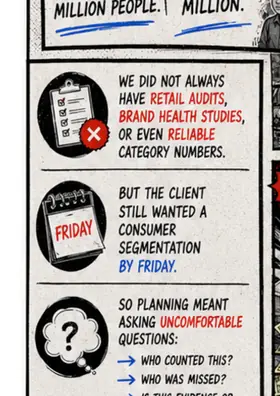 MILLION PEOPLE.
MILLION.
WE DID NOT ALWAYS
HAVE RETAIL AUDITS,
BRAND HEALTH STUDIES,
OR EVEN RELIABLE
CATEGORY NUMBERS.
FRIDAY
BUT THE CLIENT
STILL WANTED A
CONSUMER
SEGMENTATION
BY FRIDAY.
?
SO PLANNING MEANT
ASKING UNCOMFORTABLE
QUESTIONS:
→ WHO COUNTED THIS?
→ WHO WAS MISSED?